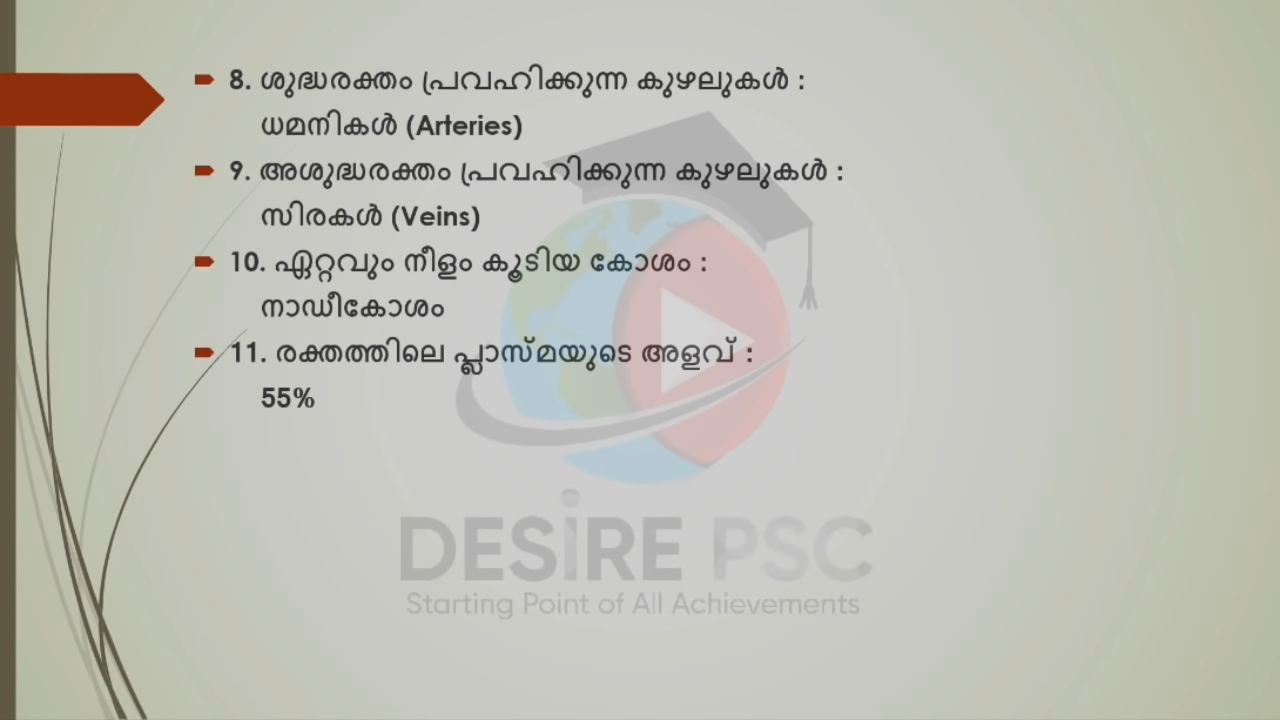 8. ശുദ്ധരക്തം പ്രവഹിക്കുന്ന കുഴലുകൾ :
ധമനികൾ (Arteries)
9. അശുദ്ധരക്തം പ്രവഹിക്കുന്ന കുഴലുകൾ :
സിരകൾ (Veins)
10. ഏറ്റവും നീളം കൂടിയ കോശം :
നാഡീകോശം
11. രക്തത്തിലെ പ്ലാസ്മയുടെ അളവ് :
55%
DESiRE PSC
Starting Point of All Achievements